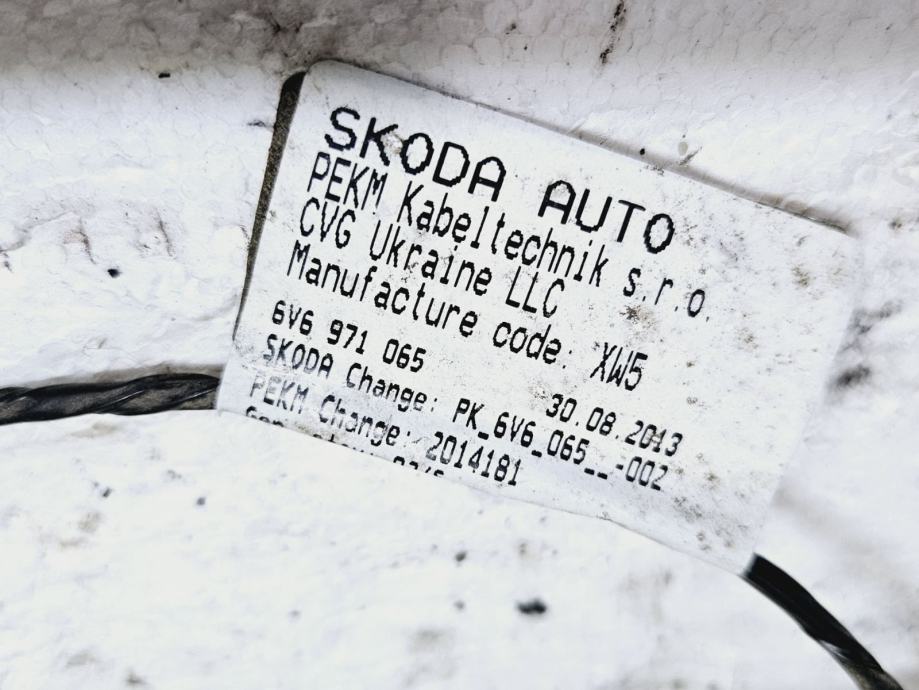 SKODA AUTO
PEKM Kabeltechnik s.r.o.
CVG Ukraine LLC
Manufacture code: XW5
6V6 971 065 30.08.2013
SKODA Change: PK_6V6_065__-002
PEKM Change: 2014181